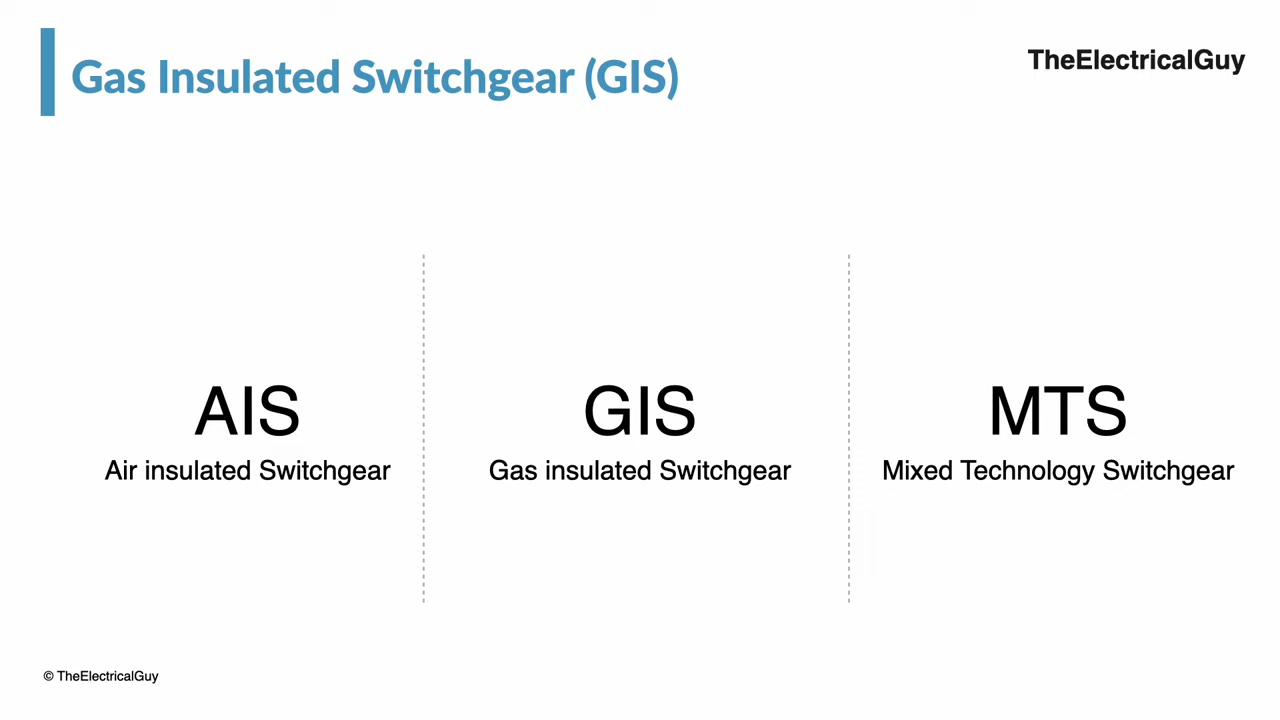 Gas Insulated Switchgear (GIS)
TheElectricalGuy
AIS
Air insulated Switchgear
GIS
Gas insulated Switchgear
MTS
Mixed Technology Switchgear
© TheElectricalGuy